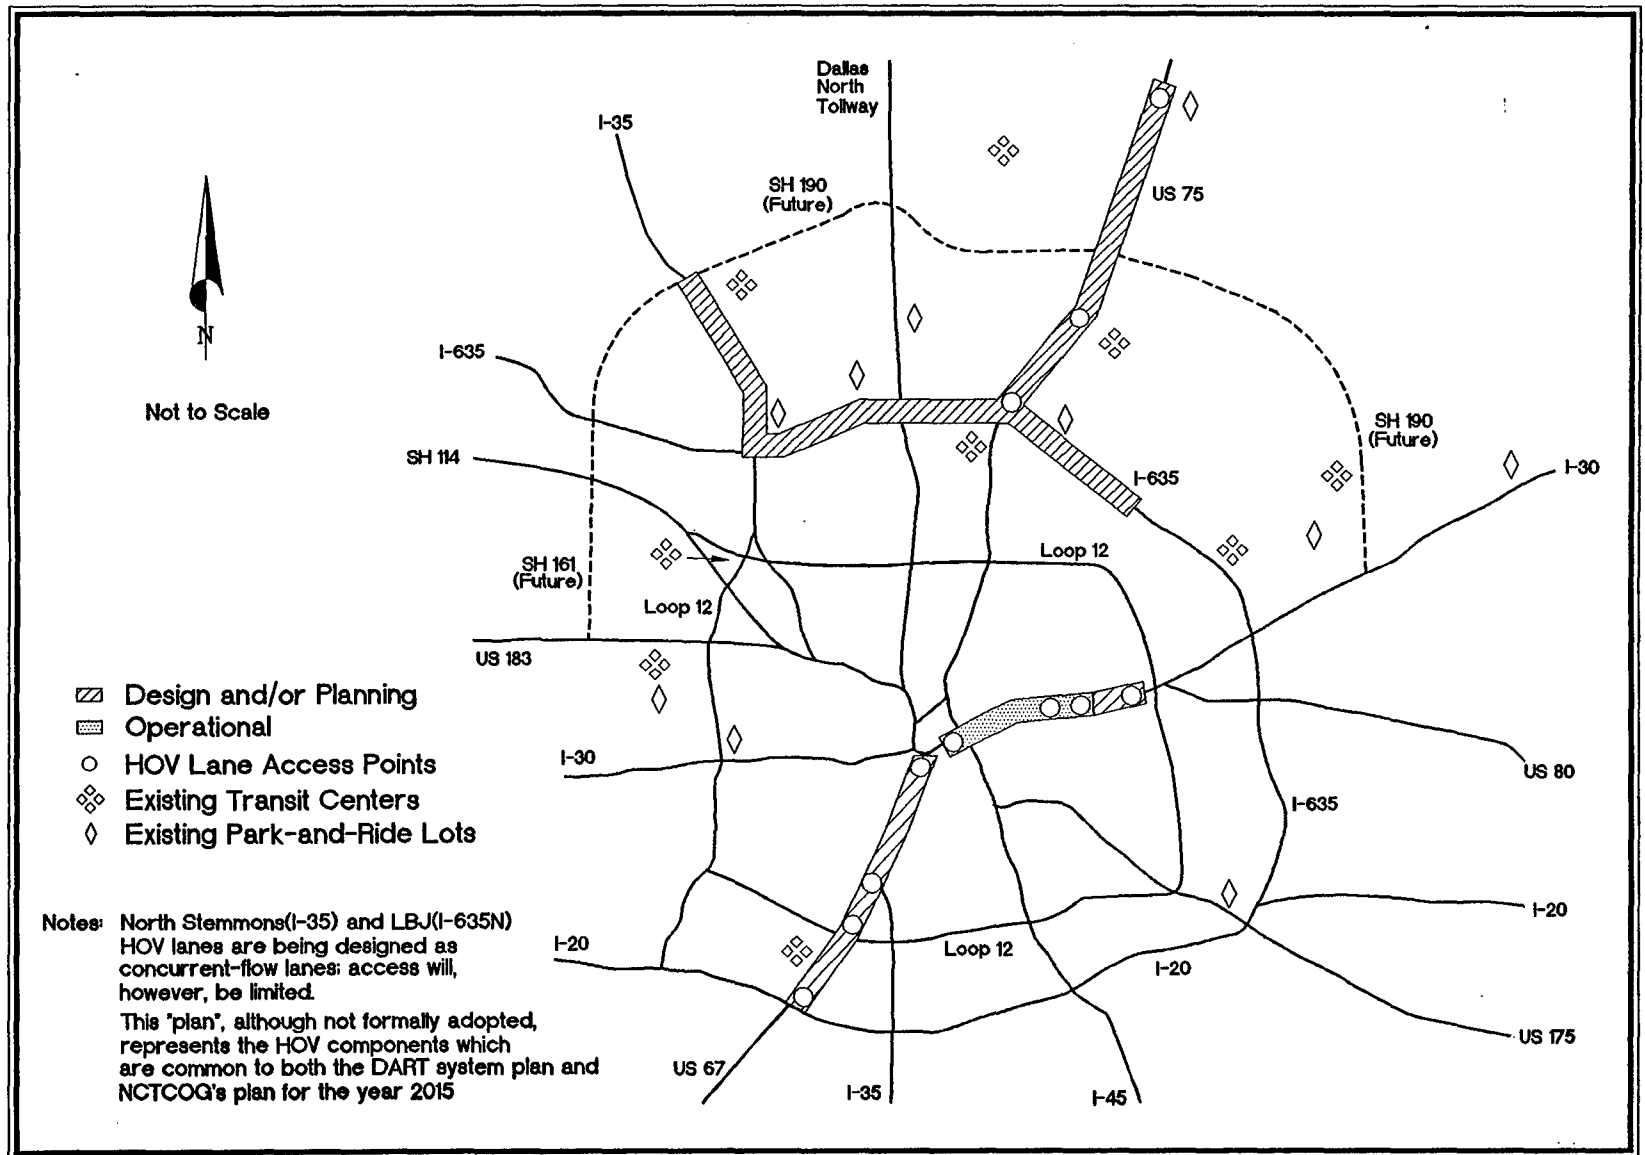 Dallas
North
Tollway
I-35
SH 190
(Future)
US 75
N
Not to Scale
I-635
SH 114
SH 190
(Future)
I-30
I-635
Loop 12
SH 161
(Future)
Loop 12
US 183
Design and/or Planning
Operational
HOV Lane Access Points
Existing Transit Centers
Existing Park-and-Ride Lots
I-30
US 80
I-635
Notes: North Stemmons(I-35) and LBJ(I-635N)
HOV lanes are being designed as
concurrent-flow lanes; access will,
however, be limited.
This "plan", although not formally adopted,
represents the HOV components which
are common to both the DART system plan and
NCTCOG's plan for the year 2015
I-20
Loop 12
I-20
I-20
US 67
I-35
I-45
US 175